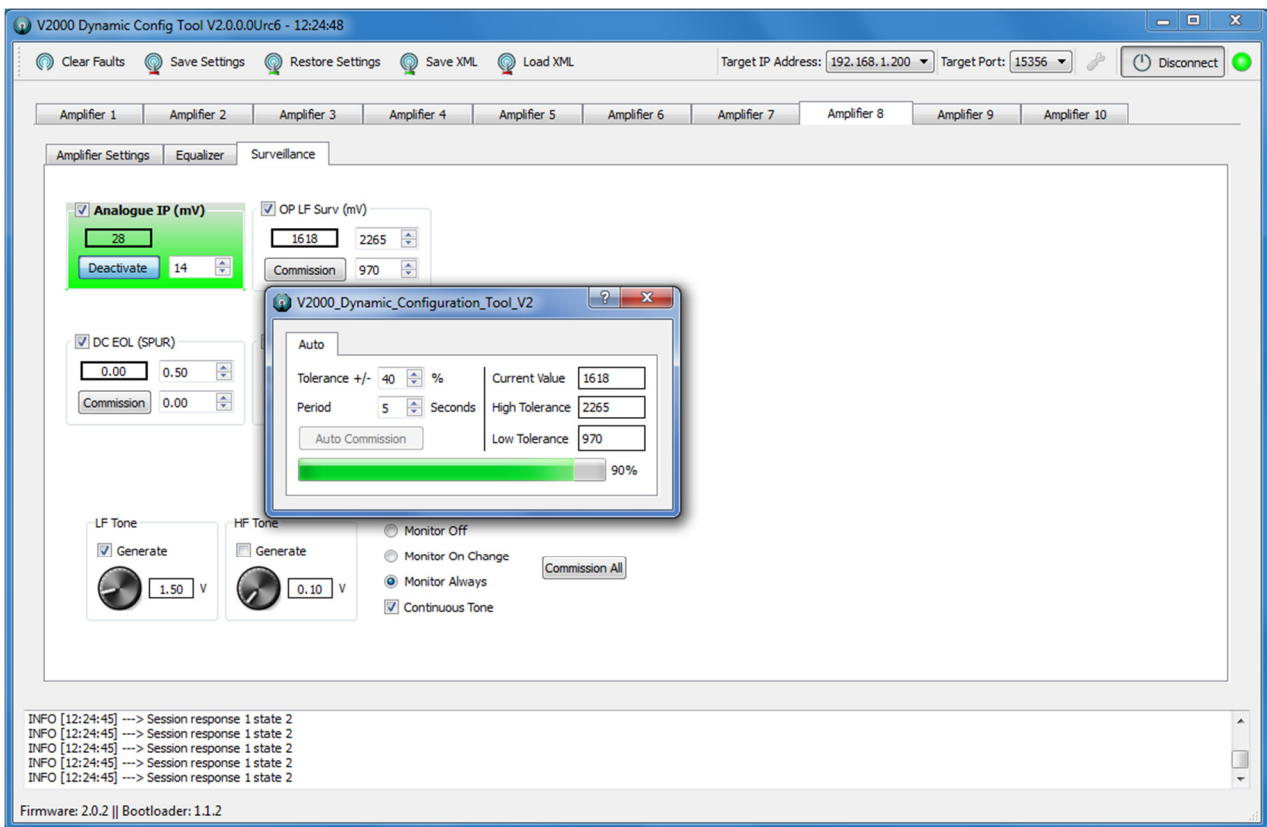 V2000 Dynamic Config Tool V2.0.0.0Urc6 - 12:24:48
Clear Faults Save Settings Restore Settings Save XML Load XML Target IP Address: 192.168.1.200 Target Port: 15356 Disconnect
Amplifier 1 Amplifier 2 Amplifier 3 Amplifier 4 Amplifier 5 Amplifier 6 Amplifier 7 Amplifier 8 Amplifier 9 Amplifier 10
Amplifier Settings Equalizer Surveillance
Analogue IP (mV) OP LF Surv (mV)
28 1618 2265
Deactivate 14 Commission 970
V2000_Dynamic_Configuration_Tool_V2 ? X
DC EOL (SPUR)
0.00 0.50
Commission 0.00
Auto
Tolerance +/- 40 % Current Value 1618
Period 5 Seconds High Tolerance 2265
Auto Commission Low Tolerance 970
90%
LF Tone HF Tone
Generate Generate
1.50 V 0.10 V
Monitor Off
Monitor On Change
Monitor Always
Continuous Tone
Commission All
INFO [12:24:45] ---> Session response 1 state 2
INFO [12:24:45] ---> Session response 1 state 2
INFO [12:24:45] ---> Session response 1 state 2
INFO [12:24:45] ---> Session response 1 state 2
INFO [12:24:45] ---> Session response 1 state 2
Firmware: 2.0.2 || Bootloader: 1.1.2